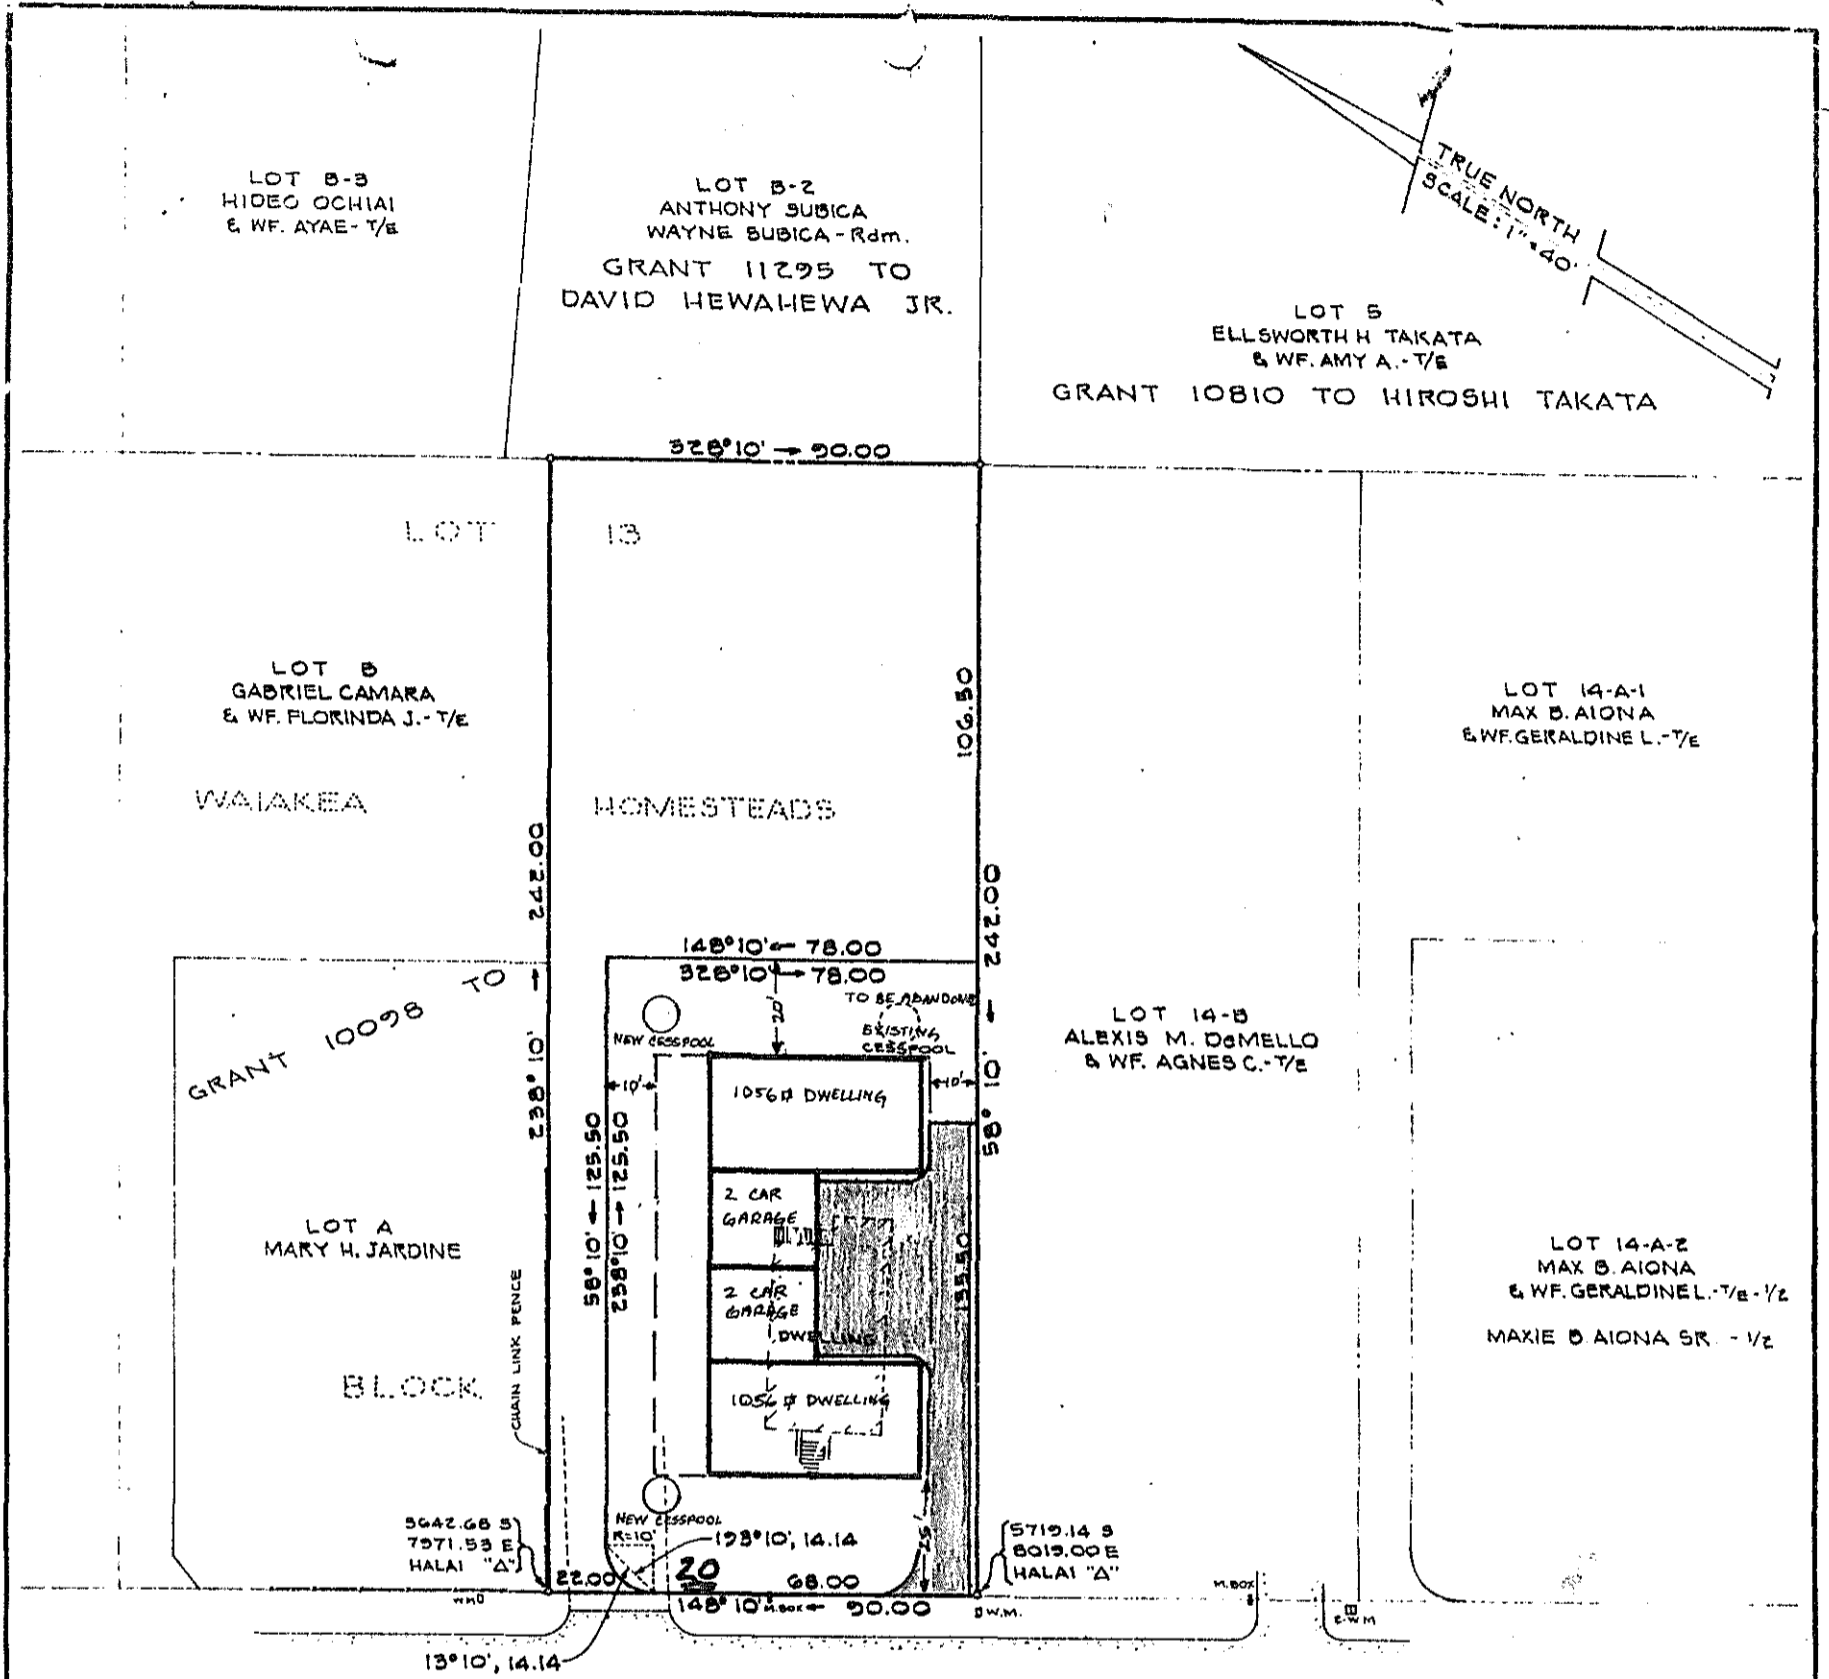 LOT B-3
HIDEO OCHIAI
& WF. AYAE-T/E
LOT B-2
ANTHONY SUBICA
WAYNE SUBICA-Rdm.
GRANT 11295 TO
DAVID HEWAHEWA JR.
TRUE NORTH
SCALE: 1"=40'
LOT 5
ELLSWORTH H TAKATA
& WF. AMY A.-T/E
GRANT 10810 TO HIROSHI TAKATA
328°10' → 90.00
LOT 13
LOT B
GABRIEL CAMARA
& WF. FLORINDA J.-T/E
106.50
LOT 14-A-1
MAX B. AIONA
& WF. GERALDINE L.-T/E
WAIAKEA HOMESTEADS
238°10' → 242.00
58°10' ← 242.00
148°10' ← 78.00
328°10' → 78.00
GRANT 10098 TO
20'
TO BE ABANDONE
EXISTING
CESSPOOL
NEW CESSPOOL
10'
10'
1056 ⌗ DWELLING
LOT 14-B
ALEXIS M. DeMELLO
& WF. AGNES C.-T/E
58°10' ← 125.50
238°10' → 125.50
2 CAR
GARAGE
135.50
LOT A
MARY H. JARDINE
LOT 14-A-2
MAX B. AIONA
& WF. GERALDINE L.-T/E-1/2
MAXIE B AIONA SR. - 1/2
2 CAR
GARAGE
DWELLING
CHAIN LINK FENCE
BLOCK
1056 ⌗ DWELLING
NEW CESSPOOL
R=10'
193°10', 14.14
25'
5642.68 S
7971.53 E
HALAI "Δ"
5719.14 S
8019.00 E
HALAI "Δ"
22.00
20
68.00
W.M.
148°10' M.BOX ← 90.00
W.M.
M.BOX
2-W.M
13°10', 14.14